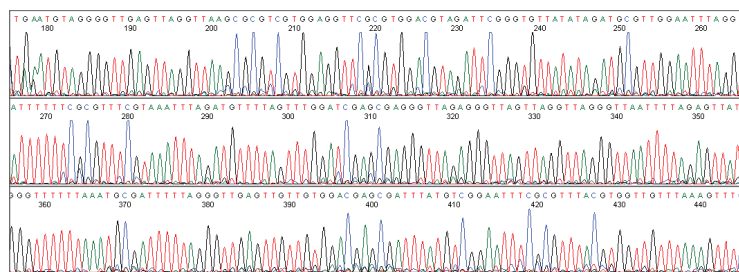 TGAATGTAGGGGTTGAGTTAGGTTAAGCGCGTCGTGGAGGTTCGCGTGGACGTAGATTCGGGTGTTATATAGATGCGTTGGAATTTAGG
180 190 200 210 220 230 240 250 260
ATTTTTTCGCGTTTCGTAAATTTAGATGTTTTAGTTTGGATCGAGCGAGGGTTAGAGGGTTAGTTAGGTTAGGGTTAATTTTAGAGTTAT
270 280 290 300 310 320 330 340 350
GGGTTTTTTAAATGCGATTTTTAGGGTTGAGTTGTTGTGGACGAGCGATTTATGTCGGAATTTCGCGTTTACGTGGTTGTTTAAAGTTT
360 370 380 390 400 410 420 430 440